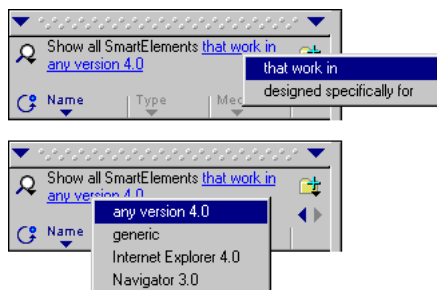 Show all SmartElements that work in
any version 4.0
that work in
designed specifically for
Name Type
Show all SmartElements that work in
any version 4.0
any version 4.0
generic
Name
Internet Explorer 4.0
Navigator 3.0